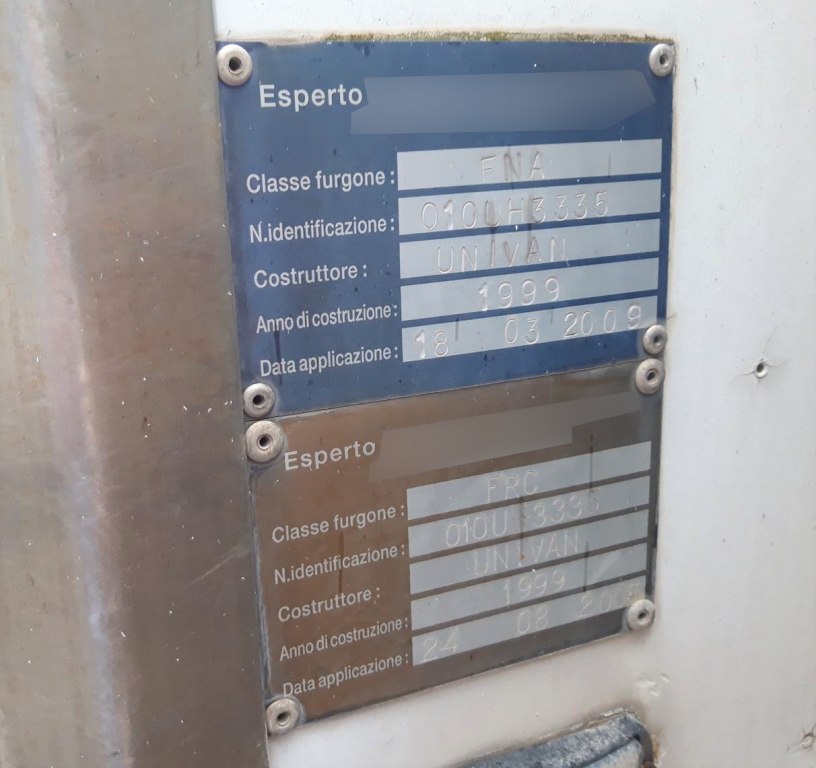 Esperto
Classe furgone: FNA
N.identificazione: 010UH3335
Costruttore: UNIVAN
Anno di costruzione: 1999
Data applicazione: 18 03 2009
Esperto
Classe furgone: FRC
N.identificazione:
Costruttore: UNIVAN
Anno di costruzione: 1999
Data applicazione: 24 08